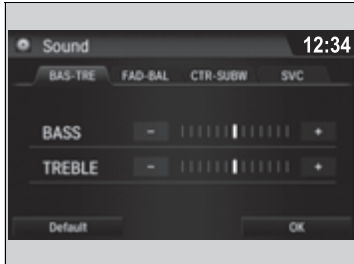 Sound 12:34
BAS-TRE FAD-BAL CTR-SUBW SVC
BASS - +
TREBLE - +
Default OK